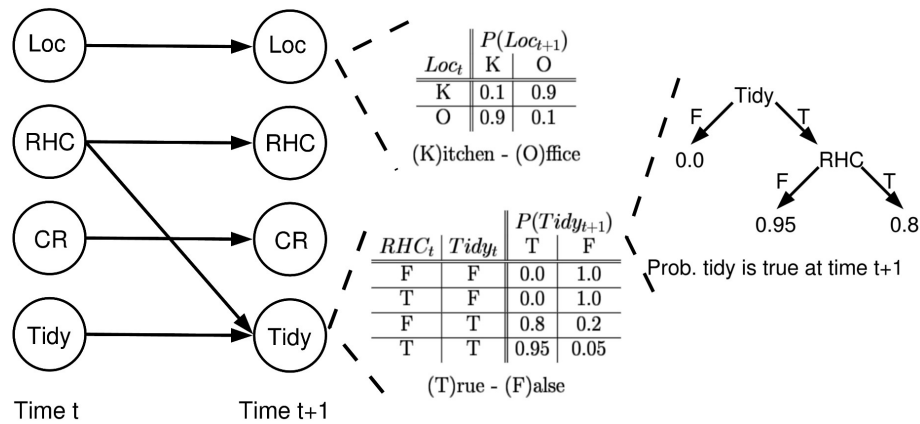 Loc
Loc
RHC
RHC
CR
CR
Tidy
Tidy
Time t
Time t+1
P(Loc_{t+1})
Loc_t K O
K 0.1 0.9
O 0.9 0.1
(K)itchen - (O)ffice
P(Tidy_{t+1})
RHC_t Tidy_t T F
F F 0.0 1.0
T F 0.0 1.0
F T 0.8 0.2
T T 0.95 0.05
(T)rue - (F)alse
Tidy
F T
0.0 RHC
F T
0.95 0.8
Prob. tidy is true at time t+1